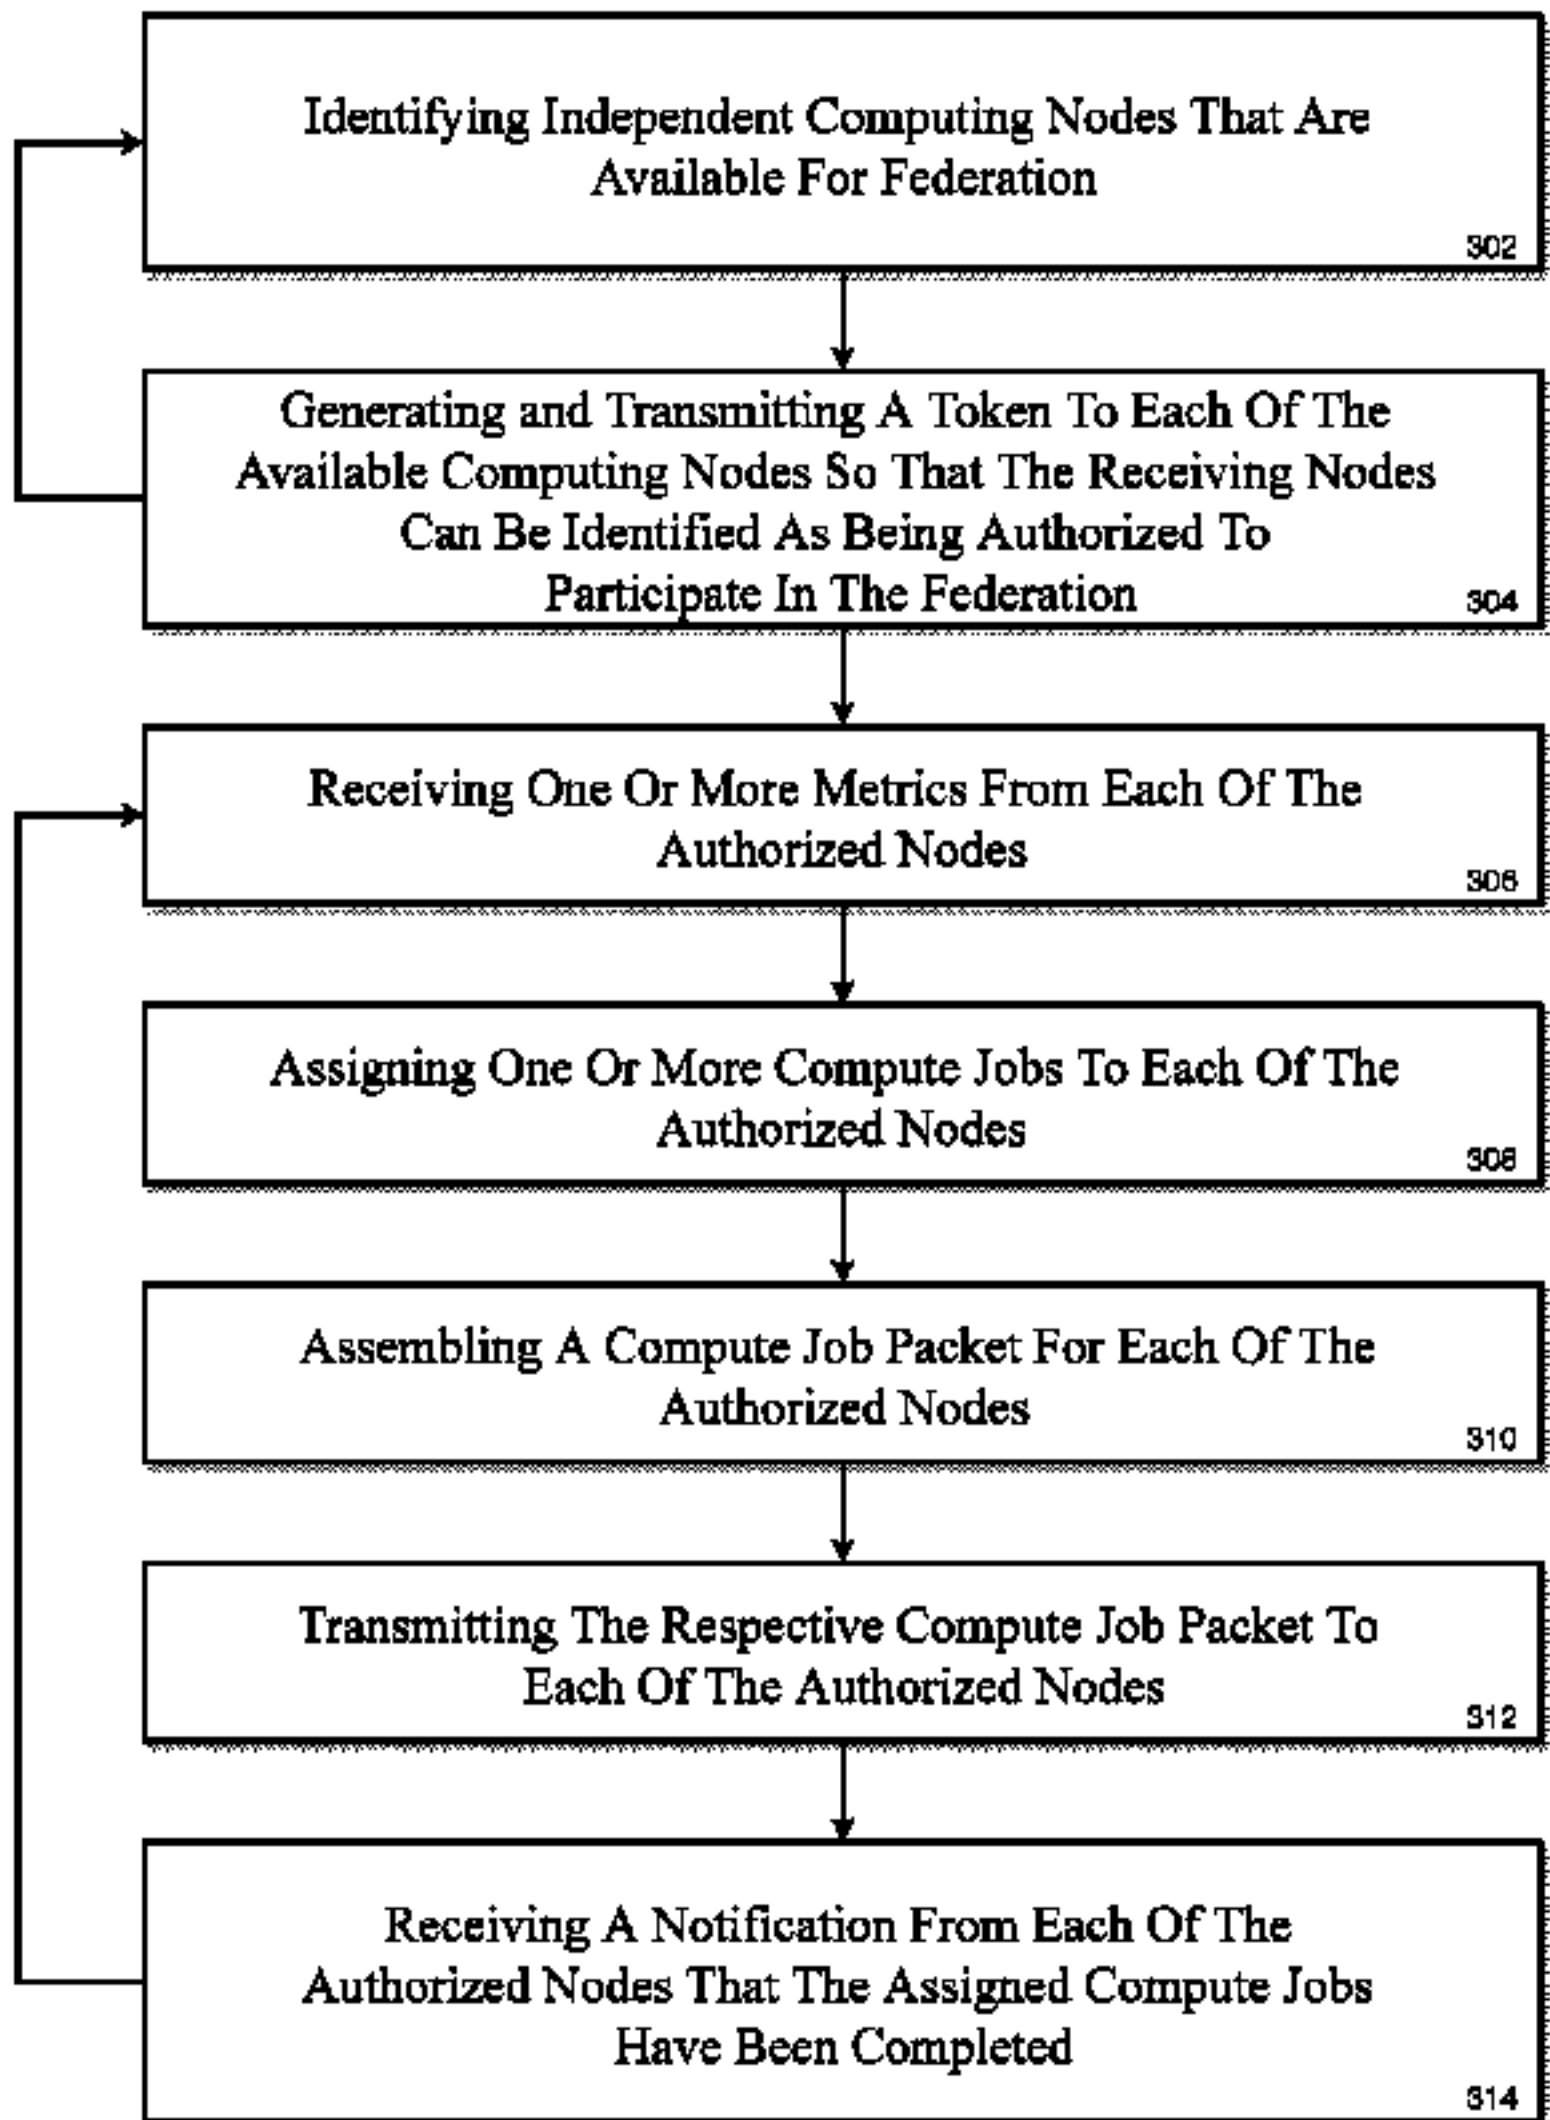 Identifying Independent Computing Nodes That Are
Available For Federation
302
Generating and Transmitting A Token To Each Of The
Available Computing Nodes So That The Receiving Nodes
Can Be Identified As Being Authorized To
Participate In The Federation
304
Receiving One Or More Metrics From Each Of The
Authorized Nodes
306
Assigning One Or More Compute Jobs To Each Of The
Authorized Nodes
308
Assembling A Compute Job Packet For Each Of The
Authorized Nodes
310
Transmitting The Respective Compute Job Packet To
Each Of The Authorized Nodes
312
Receiving A Notification From Each Of The
Authorized Nodes That The Assigned Compute Jobs
Have Been Completed
314